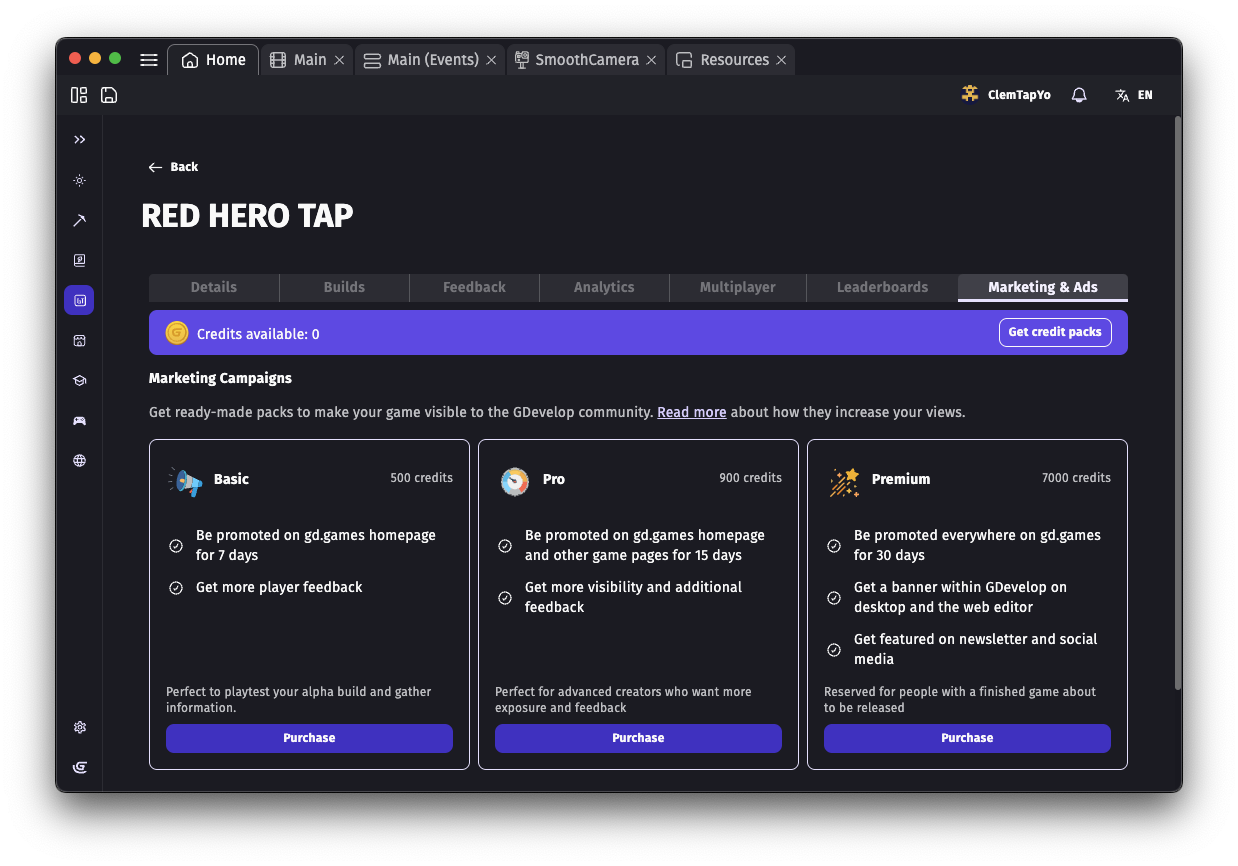 Home
Main
Main (Events)
SmoothCamera
Resources
ClemTapYo
EN
Back
RED HERO TAP
Details
Builds
Feedback
Analytics
Multiplayer
Leaderboards
Marketing & Ads
Credits available: 0
Get credit packs
Marketing Campaigns
Get ready-made packs to make your game visible to the GDevelop community. Read more about how they increase your views.
Basic
500 credits
Be promoted on gd.games homepage
for 7 days
Get more player feedback
Perfect to playtest your alpha build and gather
information.
Purchase
Pro
900 credits
Be promoted on gd.games homepage
and other game pages for 15 days
Get more visibility and additional
feedback
Perfect for advanced creators who want more
exposure and feedback
Purchase
Premium
7000 credits
Be promoted everywhere on gd.games
for 30 days
Get a banner within GDevelop on
desktop and the web editor
Get featured on newsletter and social
media
Reserved for people with a finished game about
to be released
Purchase